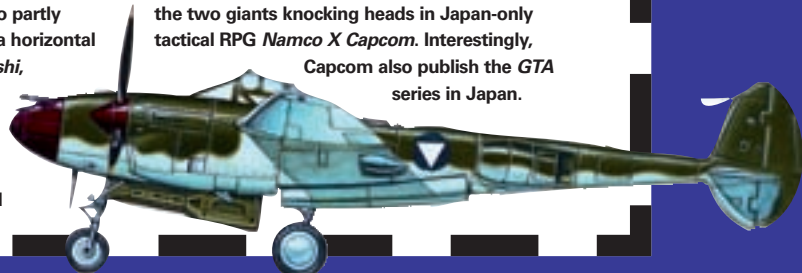 o partly
a horizontal
shi,
the two giants knocking heads in Japan-only
tactical RPG Namco X Capcom. Interestingly,
Capcom also publish the GTA
series in Japan.